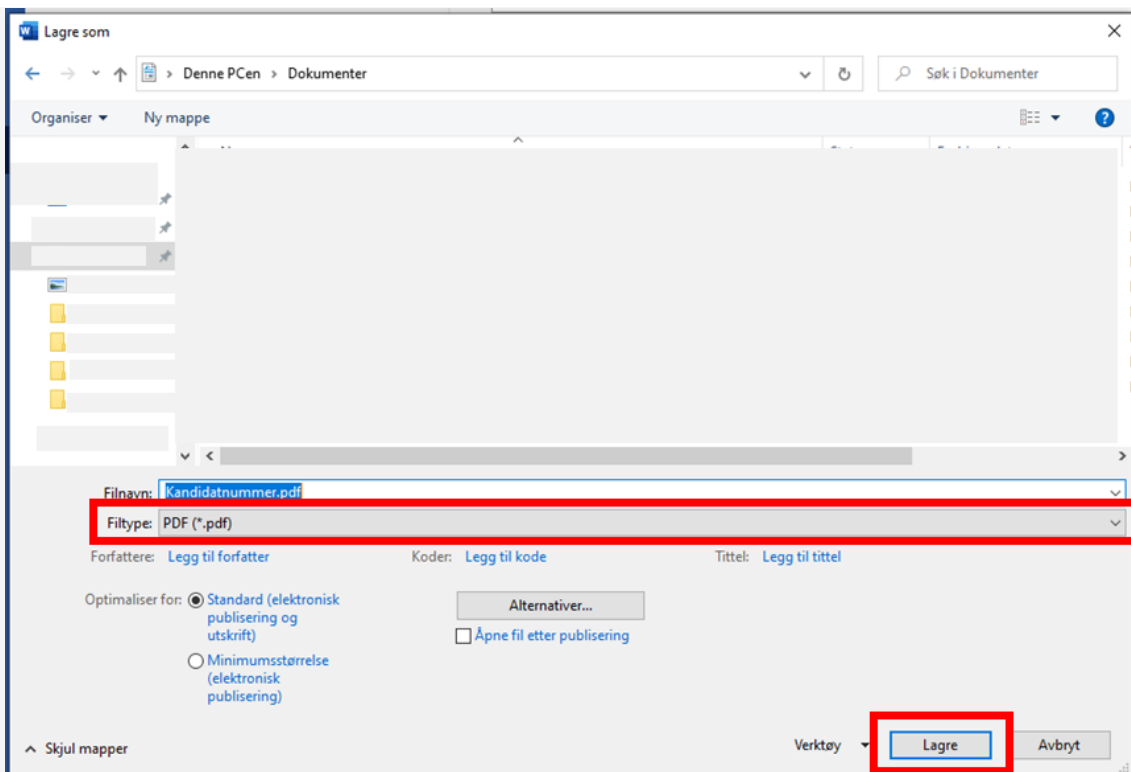 Lagre som
Denne PCen > Dokumenter
Søk i Dokumenter
Organiser
Ny mappe
Filnavn: Kandidatnummer.pdf
Filtype: PDF (*.pdf)
Forfattere: Legg til forfatter
Koder: Legg til kode
Tittel: Legg til tittel
Optimaliser for:
Standard (elektronisk
publisering og
utskrift)
Minimumsstørrelse
(elektronisk
publisering)
Alternativer...
Åpne fil etter publisering
Skjul mapper
Verktøy
Lagre
Avbryt